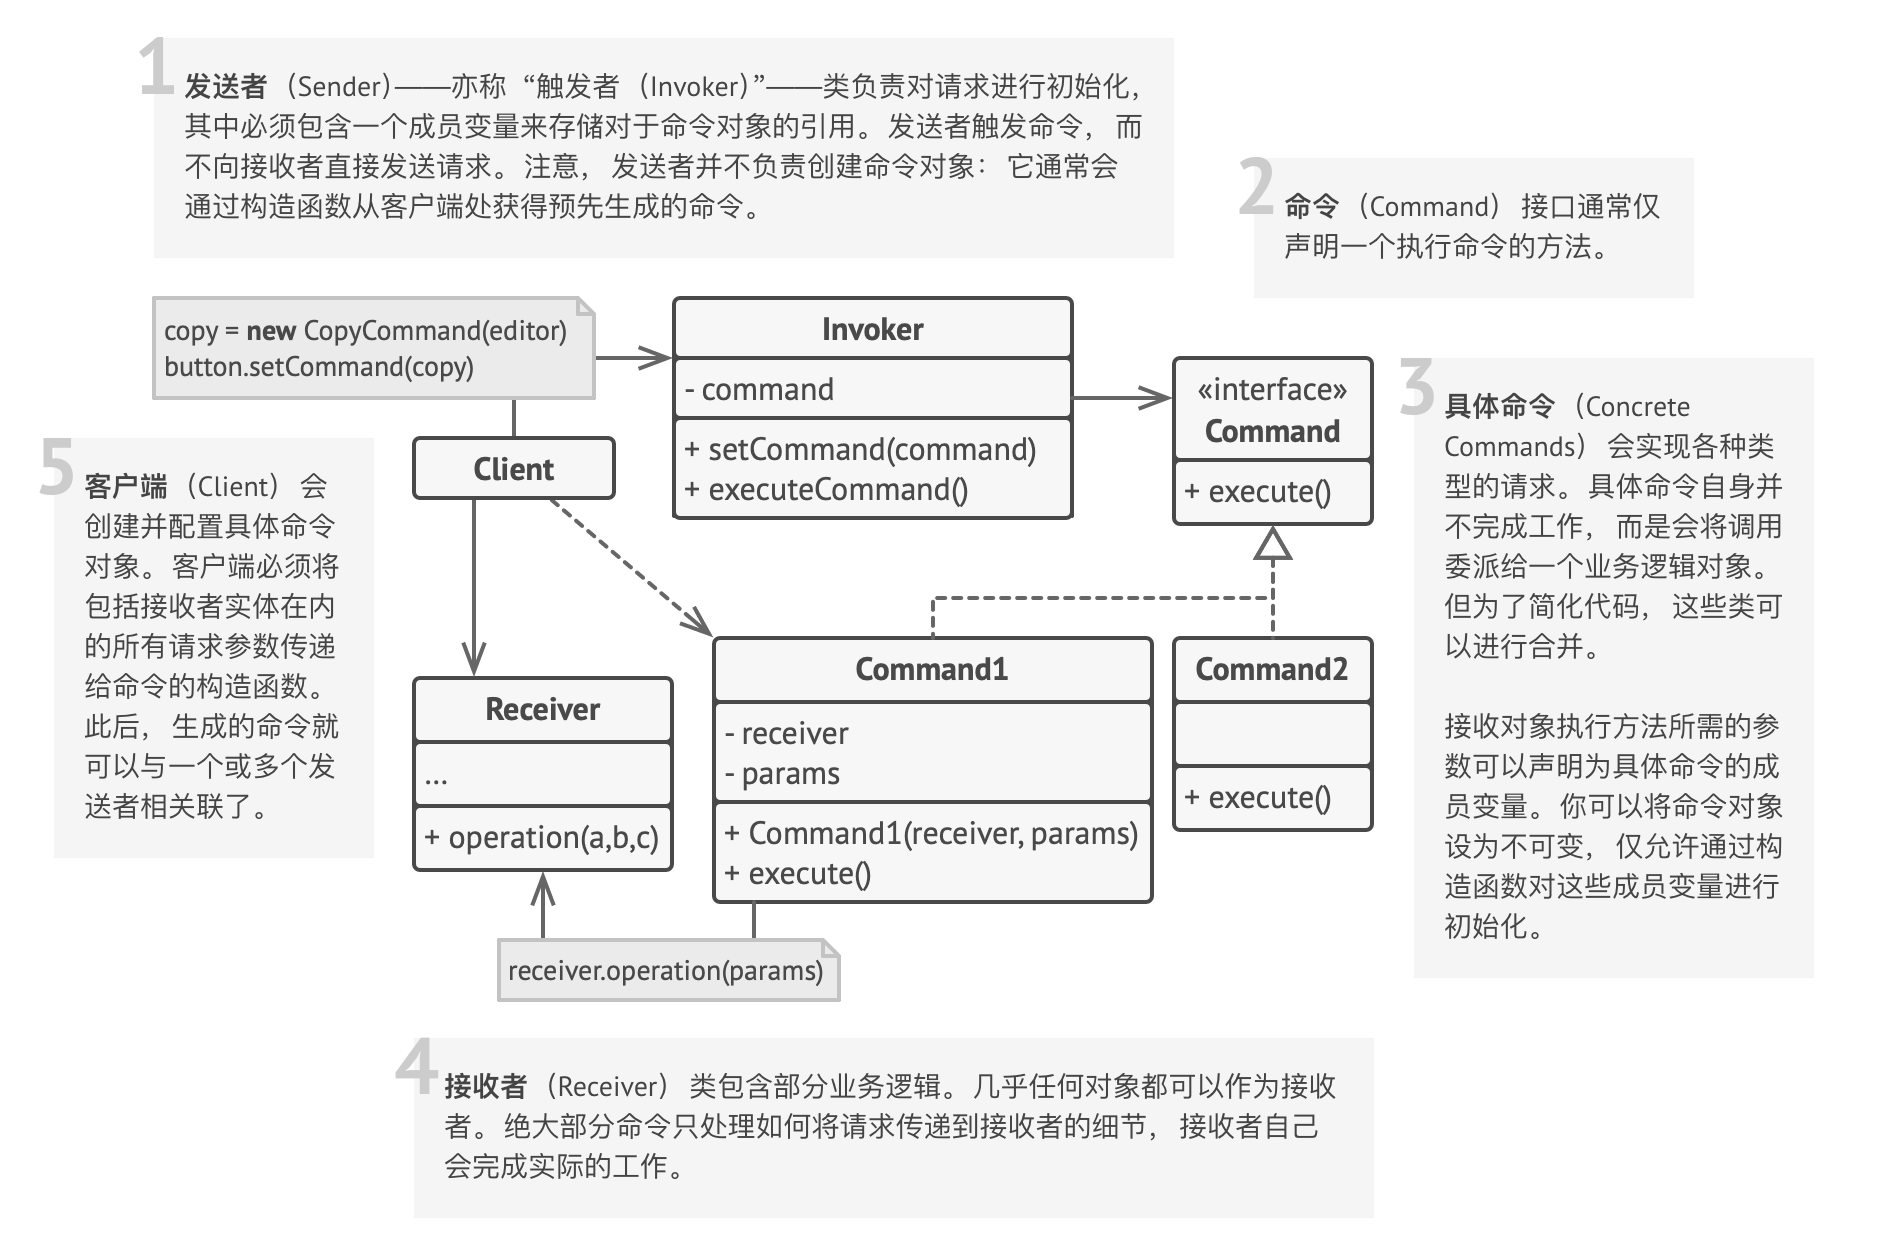 1
发送者（Sender）——亦称“触发者（Invoker）”——类负责对请求进行初始化，
其中必须包含一个成员变量来存储对于命令对象的引用。发送者触发命令，而
不向接收者直接发送请求。注意，发送者并不负责创建命令对象：它通常会
通过构造函数从客户端处获得预先生成的命令。
2
命令（Command）接口通常仅
声明一个执行命令的方法。
copy = new CopyCommand(editor)
button.setCommand(copy)
Invoker
- command
+ setCommand(command)
+ executeCommand()
«interface»
Command
+ execute()
3
具体命令（Concrete
Commands）会实现各种类
型的请求。具体命令自身并
不完成工作，而是会将调用
委派给一个业务逻辑对象。
但为了简化代码，这些类可
以进行合并。
接收对象执行方法所需的参
数可以声明为具体命令的成
员变量。你可以将命令对象
设为不可变，仅允许通过构
造函数对这些成员变量进行
初始化。
5
客户端（Client）会
创建并配置具体命令
对象。客户端必须将
包括接收者实体在内
的所有请求参数传递
给命令的构造函数。
此后，生成的命令就
可以与一个或多个发
送者相关联了。
Client
Receiver
...
+ operation(a,b,c)
Command1
- receiver
- params
+ Command1(receiver, params)
+ execute()
Command2
+ execute()
receiver.operation(params)
4
接收者（Receiver）类包含部分业务逻辑。几乎任何对象都可以作为接收
者。绝大部分命令只处理如何将请求传递到接收者的细节，接收者自己
会完成实际的工作。